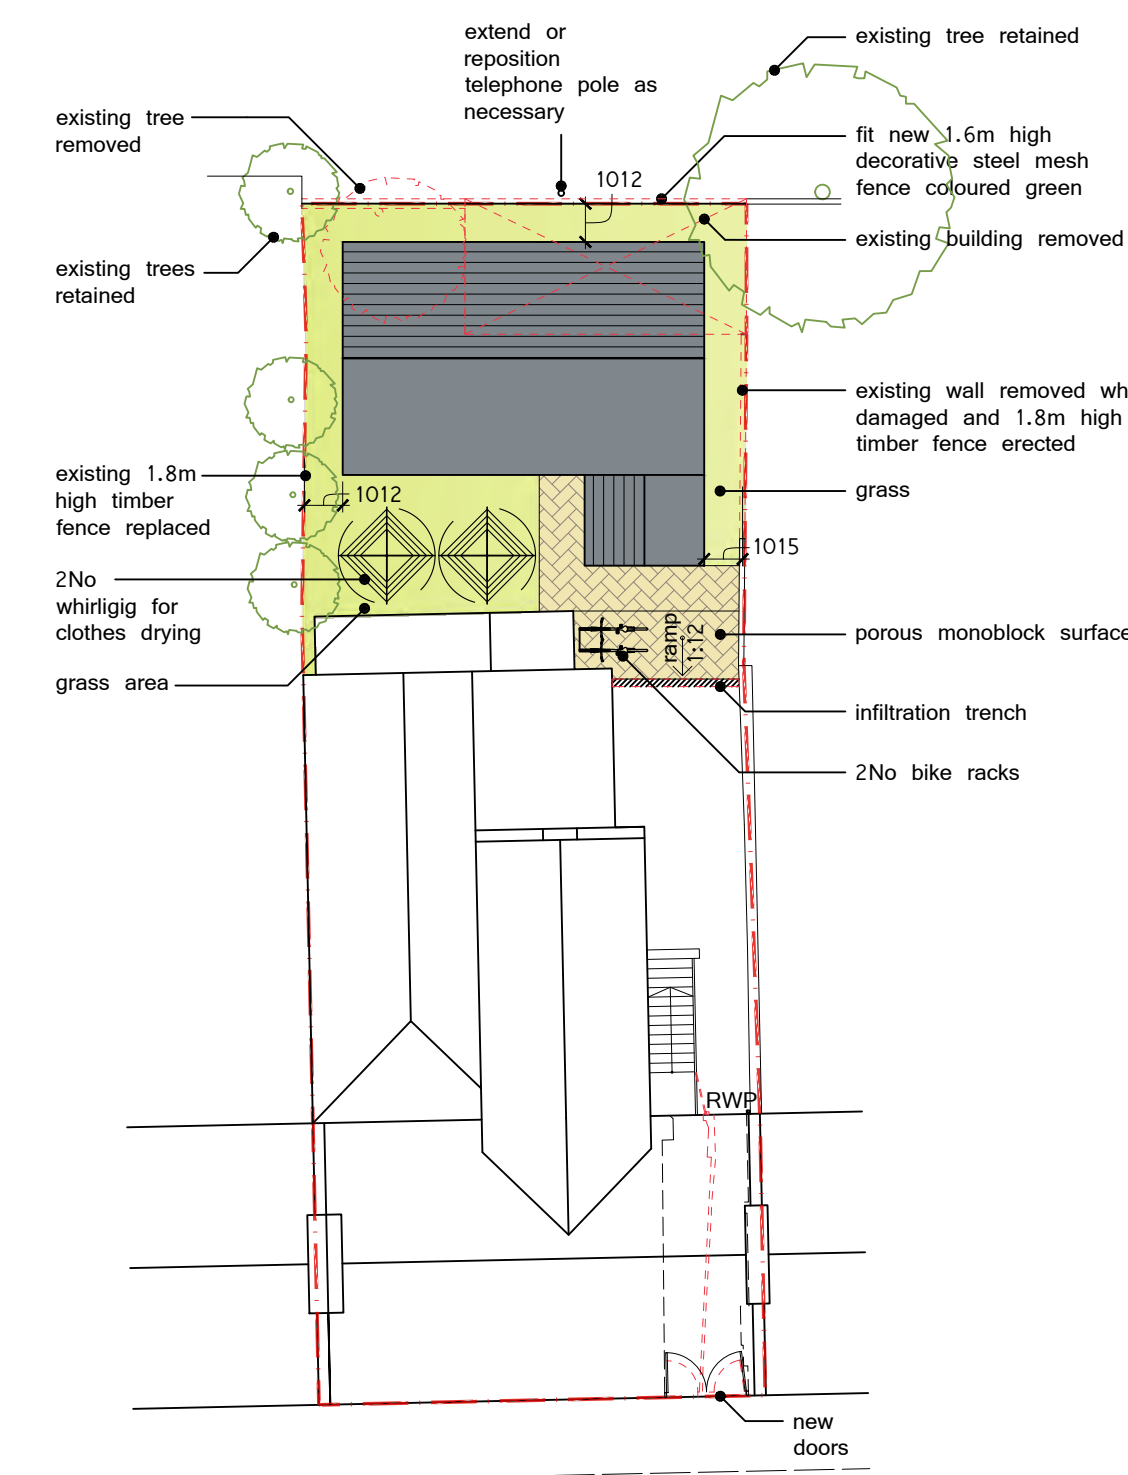 extend or
reposition
telephone pole as
necessary
existing tree retained
existing tree
removed
fit new 1.6m high
decorative steel mesh
fence coloured green
1012
existing building removed
existing trees
retained
existing wall removed wh
damaged and 1.8m high
timber fence erected
existing 1.8m
high timber
fence replaced
1012
grass
1015
2No
whirligig for
clothes drying
ramp
1:12
porous monoblock surface
grass area
infiltration trench
2No bike racks
RWP
new
doors